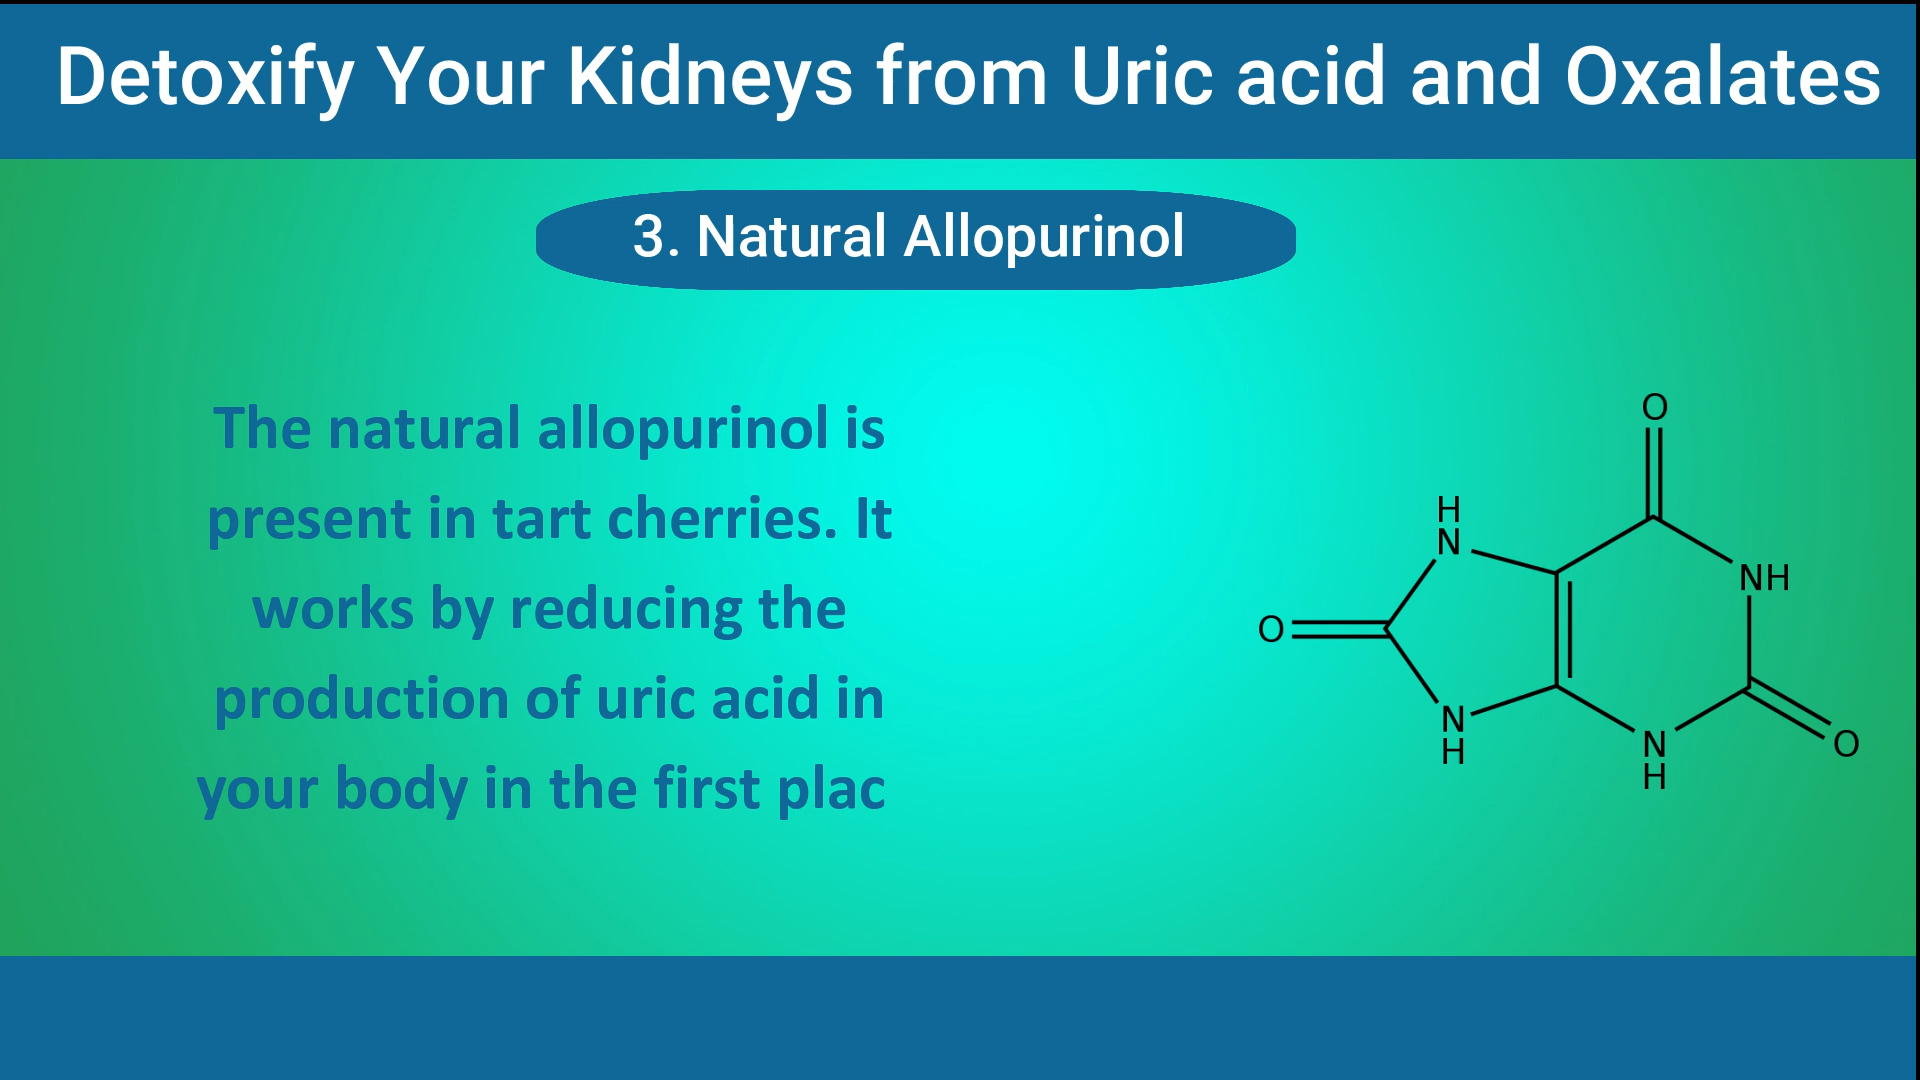 Detoxify Your Kidneys from Uric acid and Oxalates
3. Natural Allopurinol
The natural allopurinol is
present in tart cherries. It
works by reducing the
production of uric acid in
your body in the first plac
O
H
N
NH
O
N
H
N
H
O